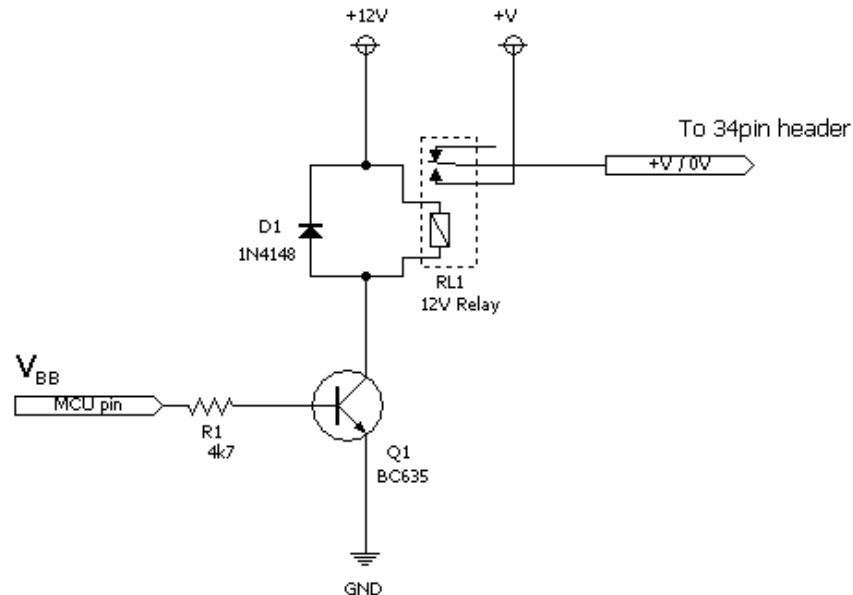 +12V
+V
To 34pin header
+V / 0V
D1
1N4148
RL1
12V Relay
VBB
MCU pin
R1
4k7
Q1
BC635
GND